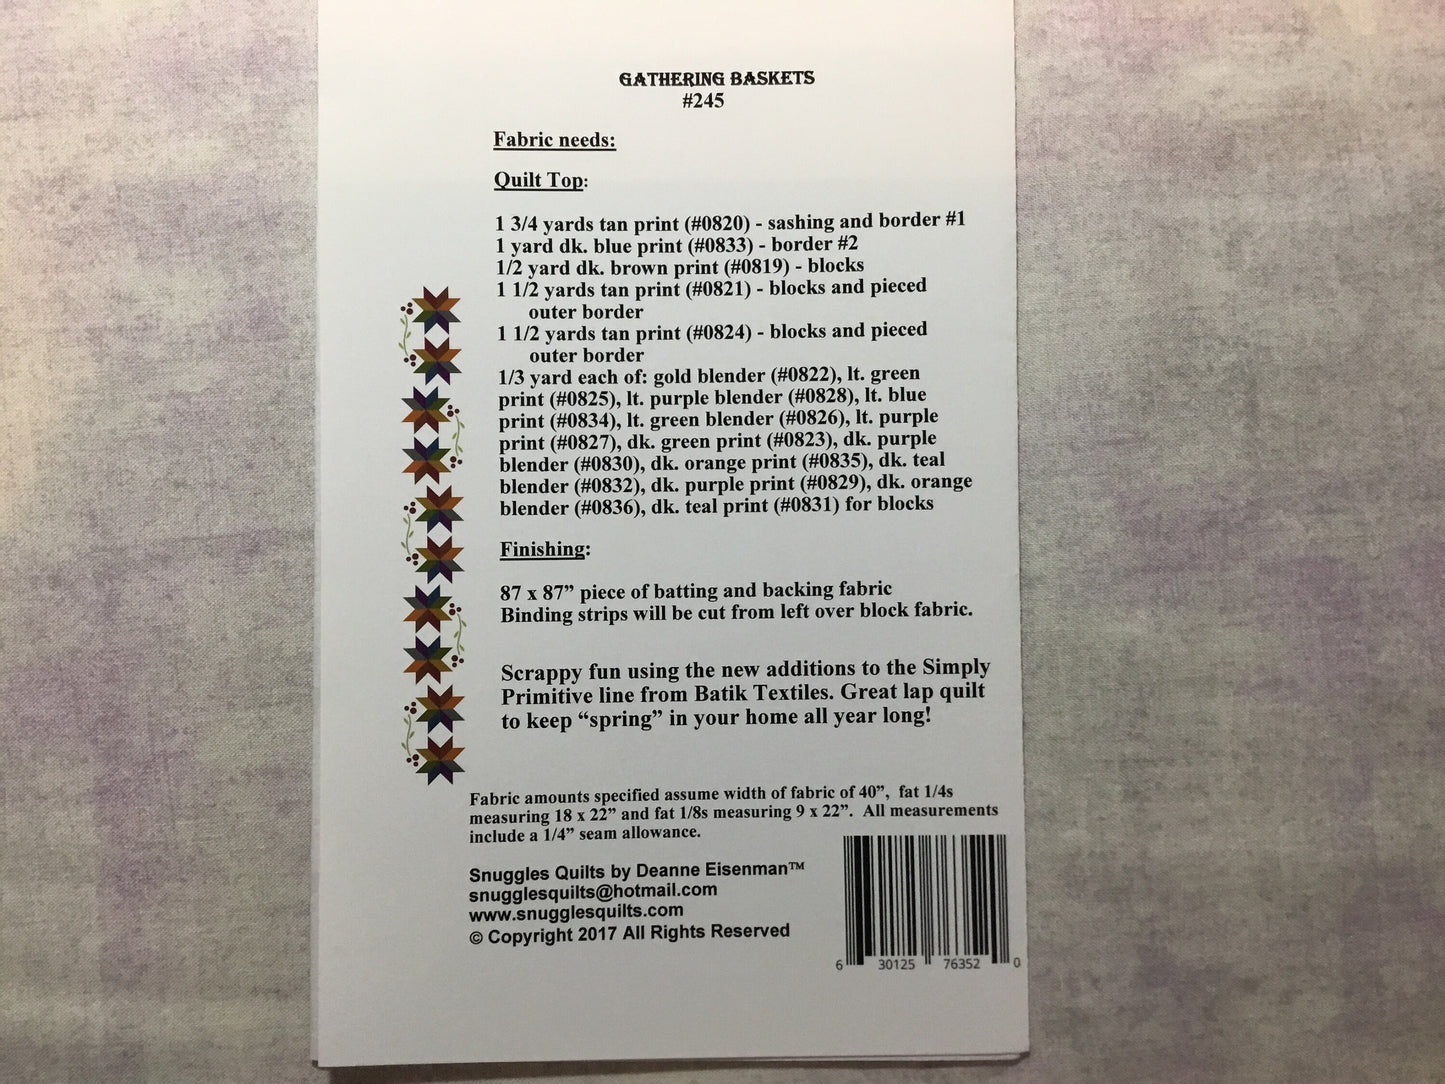 GATHERING BASKETS
#245
Fabric needs:
Quilt Top:
1 3/4 yards tan print (#0820) - sashing and border #1
1 yard dk. blue print (#0833) - border #2
1/2 yard dk. brown print (#0819) - blocks
1 1/2 yards tan print (#0821) - blocks and pieced
outer border
1 1/2 yards tan print (#0824) - blocks and pieced
outer border
1/3 yard each of: gold blender (#0822), lt. green
print (#0825), lt. purple blender (#0828), lt. blue
print (#0834), lt. green blender (#0826), lt. purple
print (#0827), dk. green print (#0823), dk. purple
blender (#0830), dk. orange print (#0835), dk. teal
blender (#0832), dk. purple print (#0829), dk. orange
blender (#0836), dk. teal print (#0831) for blocks
Finishing:
87 x 87” piece of batting and backing fabric
Binding strips will be cut from left over block fabric.
Scrappy fun using the new additions to the Simply
Primitive line from Batik Textiles. Great lap quilt
to keep “spring” in your home all year long!
Fabric amounts specified assume width of fabric of 40”, fat 1/4s
measuring 18 x 22” and fat 1/8s measuring 9 x 22”. All measurements
include a 1/4” seam allowance.
Snuggles Quilts by Deanne Eisenman™
snugglesquilts@hotmail.com
www.snugglesquilts.com
© Copyright 2017 All Rights Reserved
6 30125 76352 0